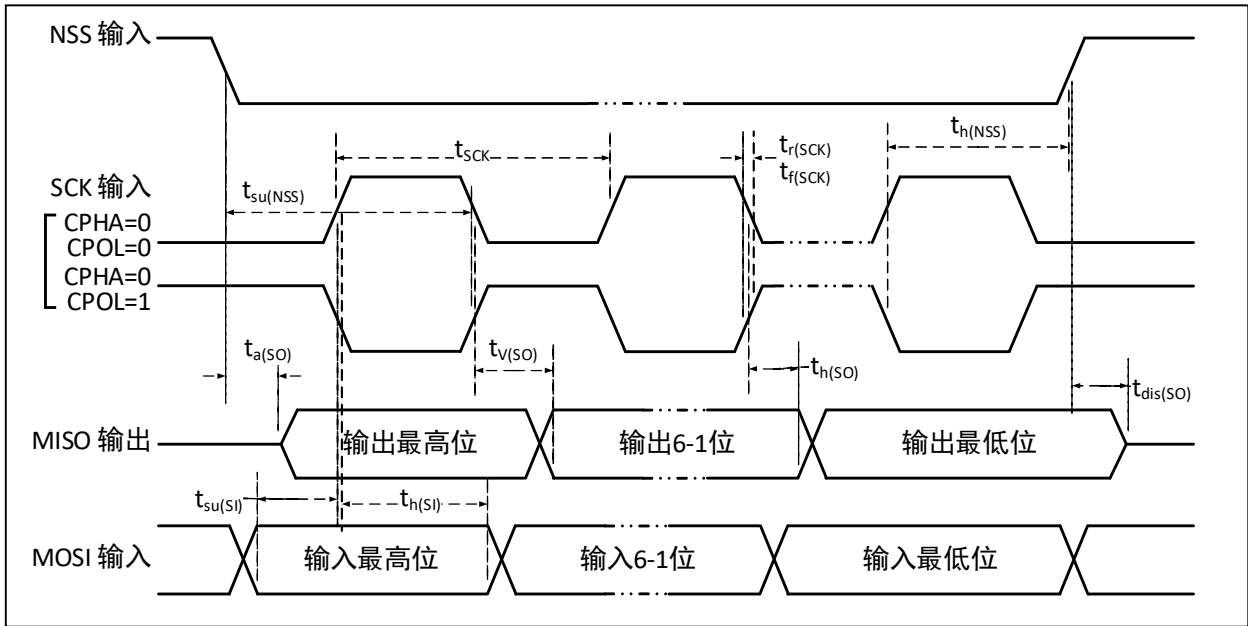 NSS 输入
t_h(NSS)
t_SCK
t_r(SCK)
t_f(SCK)
SCK 输入
t_su(NSS)
CPHA=0
CPOL=0
CPHA=0
CPOL=1
t_a(SO)
t_V(SO)
t_h(SO)
t_dis(SO)
MISO 输出
输出最高位
输出6-1位
输出最低位
t_su(SI)
t_h(SI)
MOSI 输入
输入最高位
输入6-1位
输入最低位